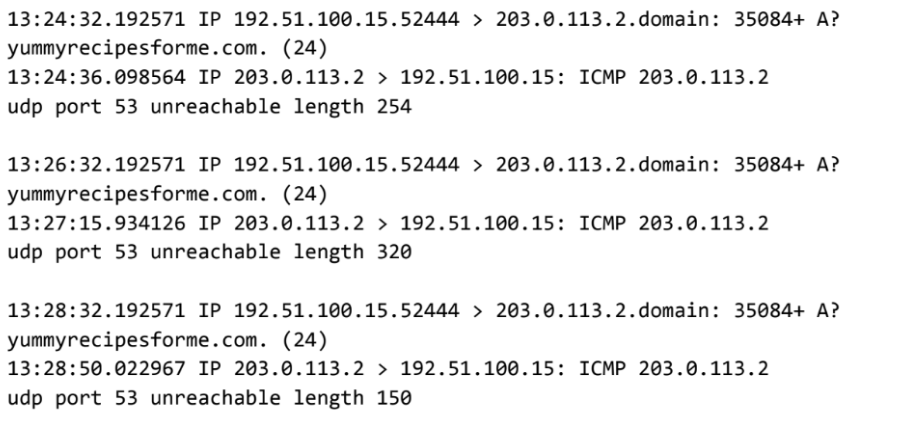 13:24:32.192571 IP 192.51.100.15.52444 > 203.0.113.2.domain: 35084+ A?
yummyrecipesforme.com. (24)
13:24:36.098564 IP 203.0.113.2 > 192.51.100.15: ICMP 203.0.113.2
udp port 53 unreachable length 254

13:26:32.192571 IP 192.51.100.15.52444 > 203.0.113.2.domain: 35084+ A?
yummyrecipesforme.com. (24)
13:27:15.934126 IP 203.0.113.2 > 192.51.100.15: ICMP 203.0.113.2
udp port 53 unreachable length 320

13:28:32.192571 IP 192.51.100.15.52444 > 203.0.113.2.domain: 35084+ A?
yummyrecipesforme.com. (24)
13:28:50.022967 IP 203.0.113.2 > 192.51.100.15: ICMP 203.0.113.2
udp port 53 unreachable length 150